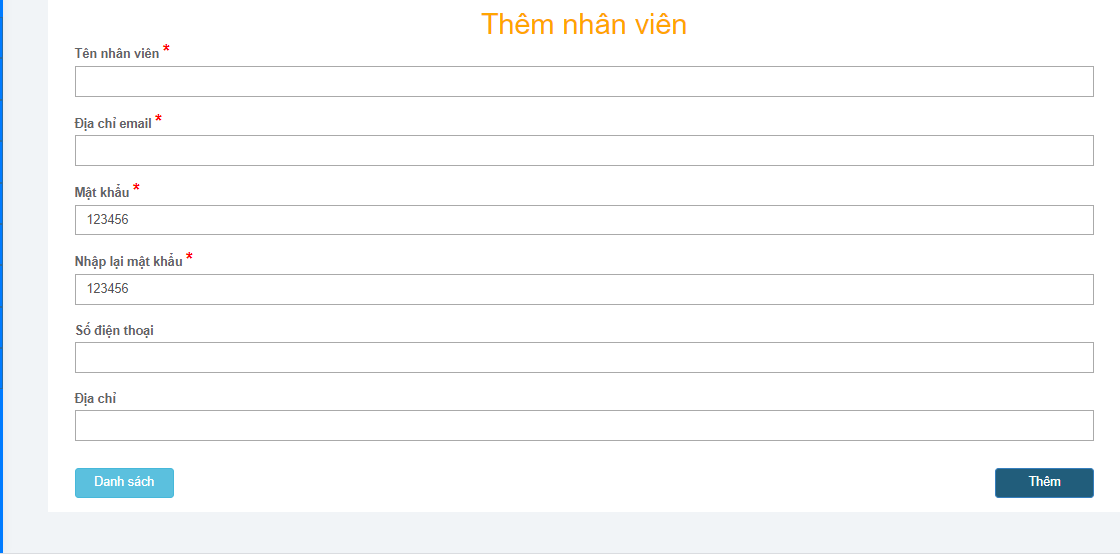 Thêm nhân viên
Tên nhân viên *
Địa chỉ email *
Mật khẩu *
123456
Nhập lại mật khẩu *
123456
Số điện thoại
Địa chỉ
Danh sách
Thêm